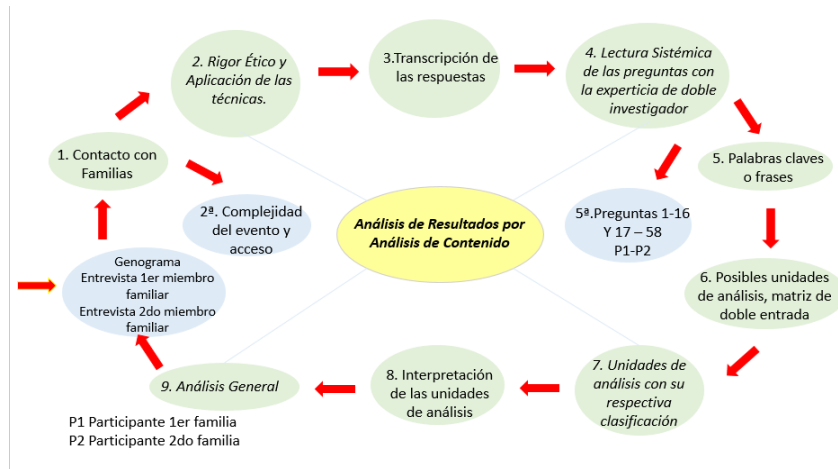 1. Contacto con
Familias
2. Rigor Ético y
Aplicación de las
técnicas.
2ª. Complejidad
del evento y
acceso
3.Transcripción de
las respuestas
4. Lectura Sistémica
de las preguntas con
la experticia de doble
investigador
5. Palabras claves
o frases
5ª.Preguntas 1-16
Y 17 – 58
P1-P2
6. Posibles unidades
de análisis, matriz de
doble entrada
7. Unidades de
análisis con su
respectiva
clasificación
8. Interpretación
de las unidades
de análisis
9. Análisis General
Genograma
Entrevista 1er miembro
familiar
Entrevista 2do miembro
familiar
Análisis de Resultados por
Análisis de Contenido
P1 Participante 1er familia
P2 Participante 2do familia